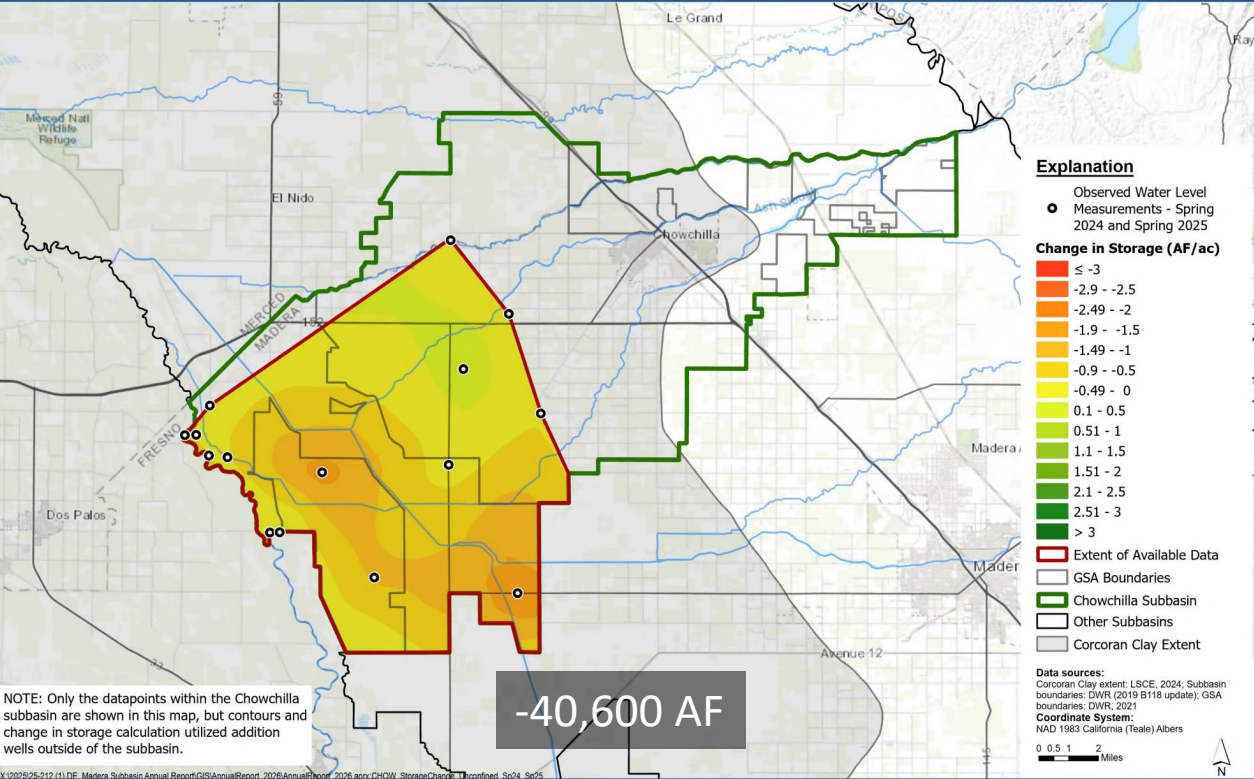 Le Grand
Merced Natl
Wildlife
Refuge
59
99
El Nido
Ash Slough
Chowchilla
MERCED
MADERA
152
FRESNO
Dos Palos
33
Avenue 12
145
Explanation
Observed Water Level
Measurements - Spring
2024 and Spring 2025
Change in Storage (AF/ac)
≤ -3
-2.9 - -2.5
-2.49 - -2
-1.9 - -1.5
-1.49 - -1
-0.9 - -0.5
-0.49 - 0
0.1 - 0.5
0.51 - 1
1.1 - 1.5
1.51 - 2
2.1 - 2.5
2.51 - 3
> 3
Extent of Available Data
GSA Boundaries
Chowchilla Subbasin
Other Subbasins
Corcoran Clay Extent
Data sources:
Corcoran Clay extent: LSCE, 2024; Subbasin
boundaries: DWR (2019 B118 update); GSA
boundaries: DWR, 2021
Coordinate System:
NAD 1983 California (Teale) Albers
0 0.5 1 2
Miles
N
-40,600 AF
NOTE: Only the datapoints within the Chowchilla
subbasin are shown in this map, but contours and
change in storage calculation utilized addition
wells outside of the subbasin.